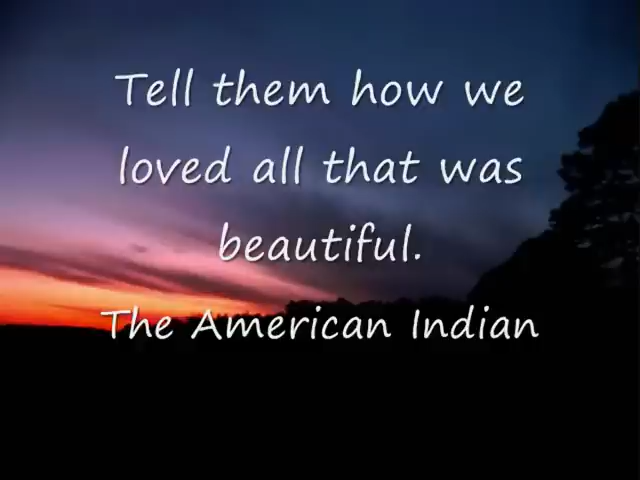 Tell them how we
loved all that was
beautiful.
The American Indian